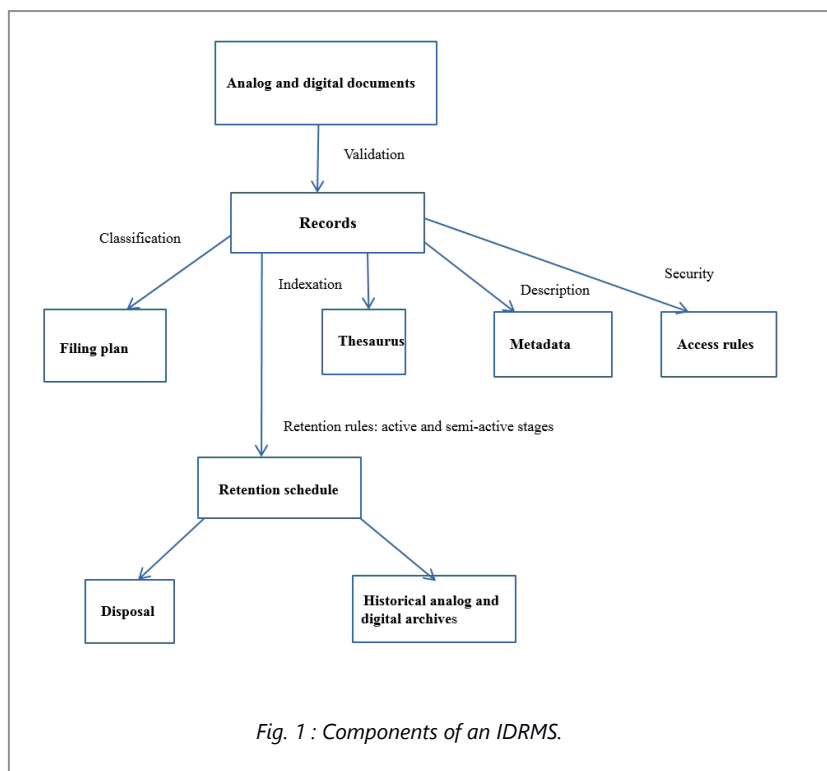 Analog and digital documents
Validation
Records
Classification
Indexation
Description
Security
Filing plan
Thesaurus
Metadata
Access rules
Retention rules: active and semi-active stages
Retention schedule
Disposal
Historical analog and
digital archives
Fig. 1 : Components of an IDRMS.